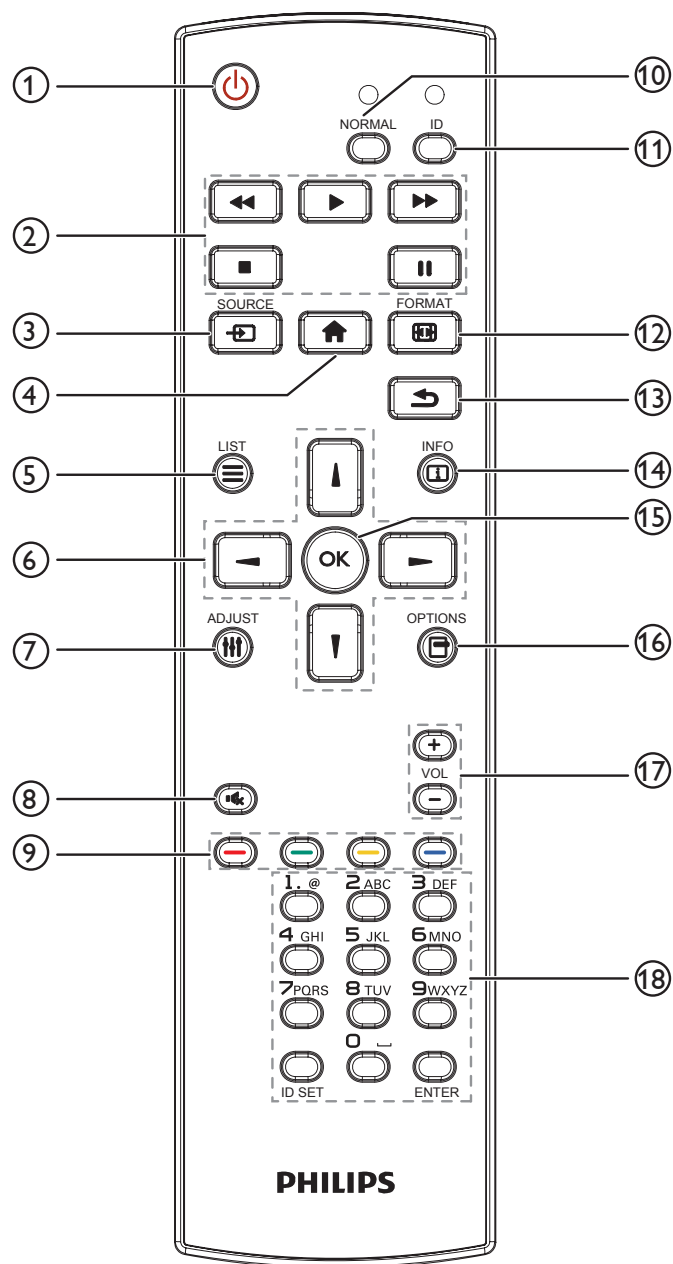 1
10
NORMAL ID
11
2
SOURCE FORMAT
3
12
4
13
LIST INFO
5
14
15
6
OK
ADJUST OPTIONS
7
16
+
VOL
17
8
−
9
1. @ 2 ABC 3 DEF
4 GHI 5 JKL 6 MNO
18
7 PQRS 8 TUV 9 WXYZ
0 ⎵
ID SET ENTER
PHILIPS